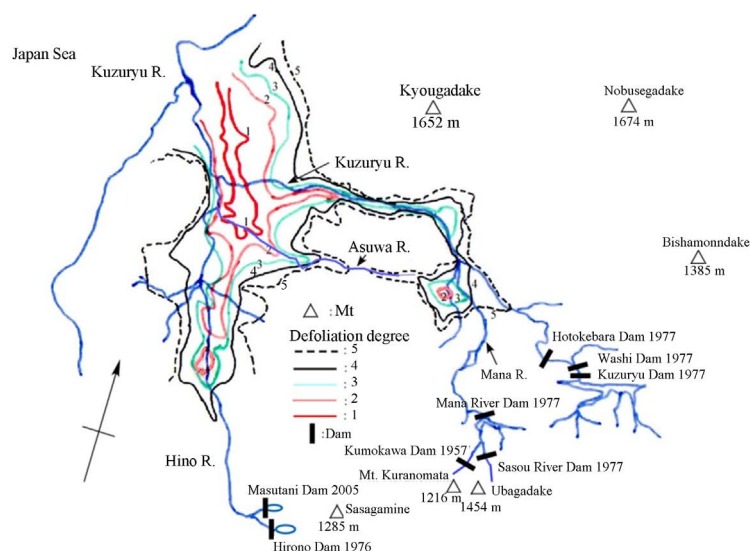 Japan Sea
Kuzuryu R.
4
5
3
2
1
Kyougadake
1652 m
Nobusegadake
1674 m
Kuzuryu R.
1
2
Asuwa R.
Bishamonndake
1385 m
4
3
5
2
3
4
5
: Mt
Defoliation degree
: 5
: 4
: 3
: 2
: 1
:Dam
Hotokebara Dam 1977
Washi Dam 1977
Kuzuryu Dam 1977
Mana R.
Mana River Dam 1977
Hino R.
Kumokawa Dam 1957
Sasou River Dam 1977
Mt. Kuranomata
1216 m
Ubagadake
1454 m
Masutani Dam 2005
Sasagamine
1285 m
Hirono Dam 1976